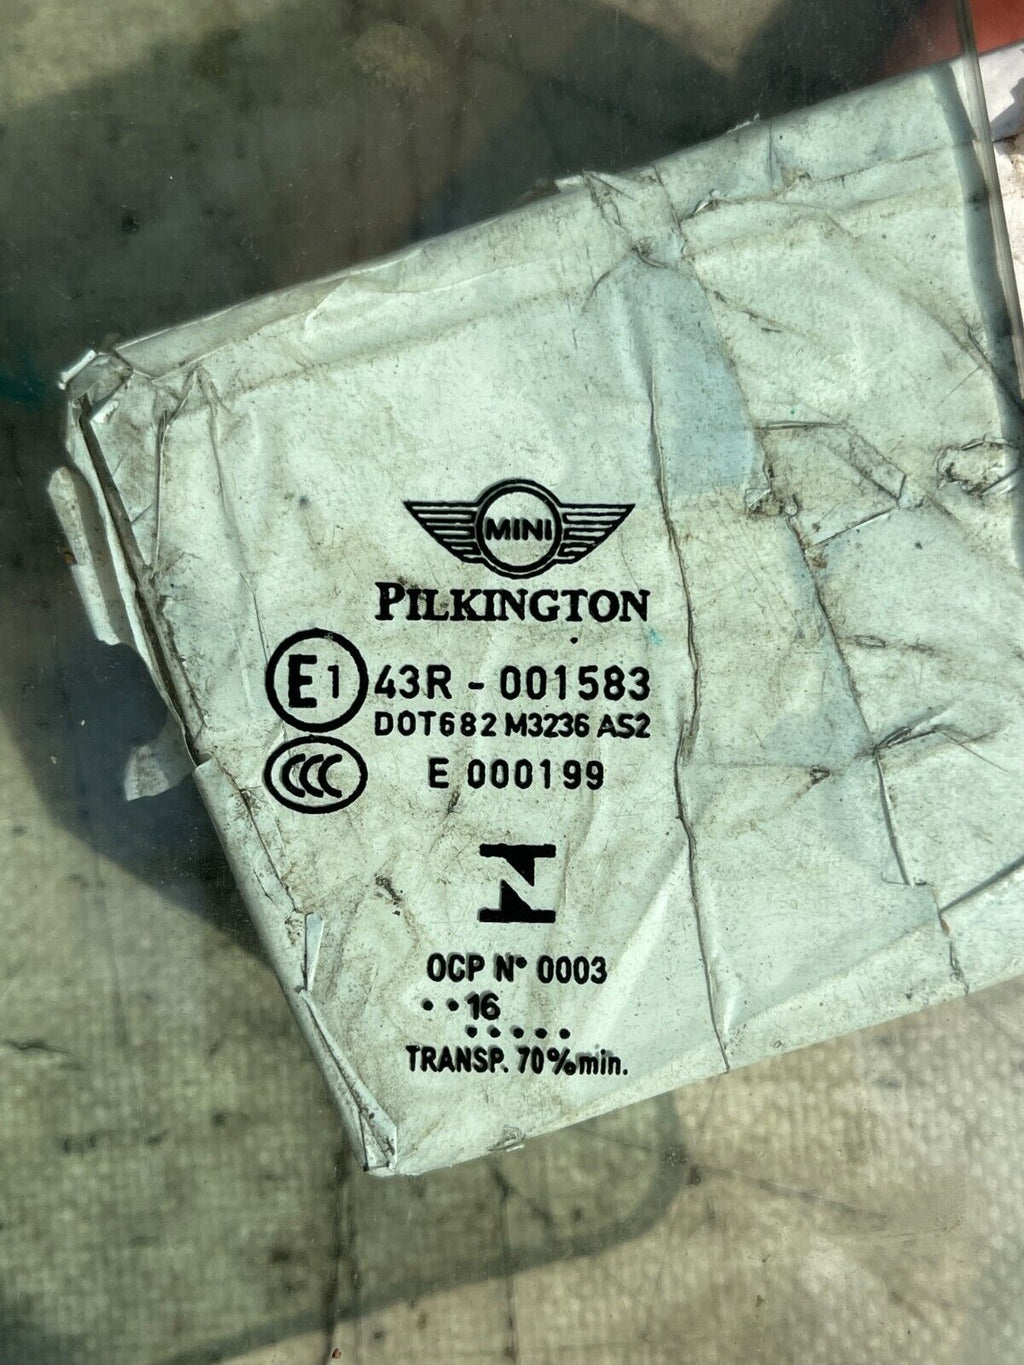 MINI
PILKINGTON
E1 43R - 001583
DOT682 M3236 AS2
CCC E 000199
N
OCP N° 0003
• • 16
• • • • •
TRANSP. 70%min.